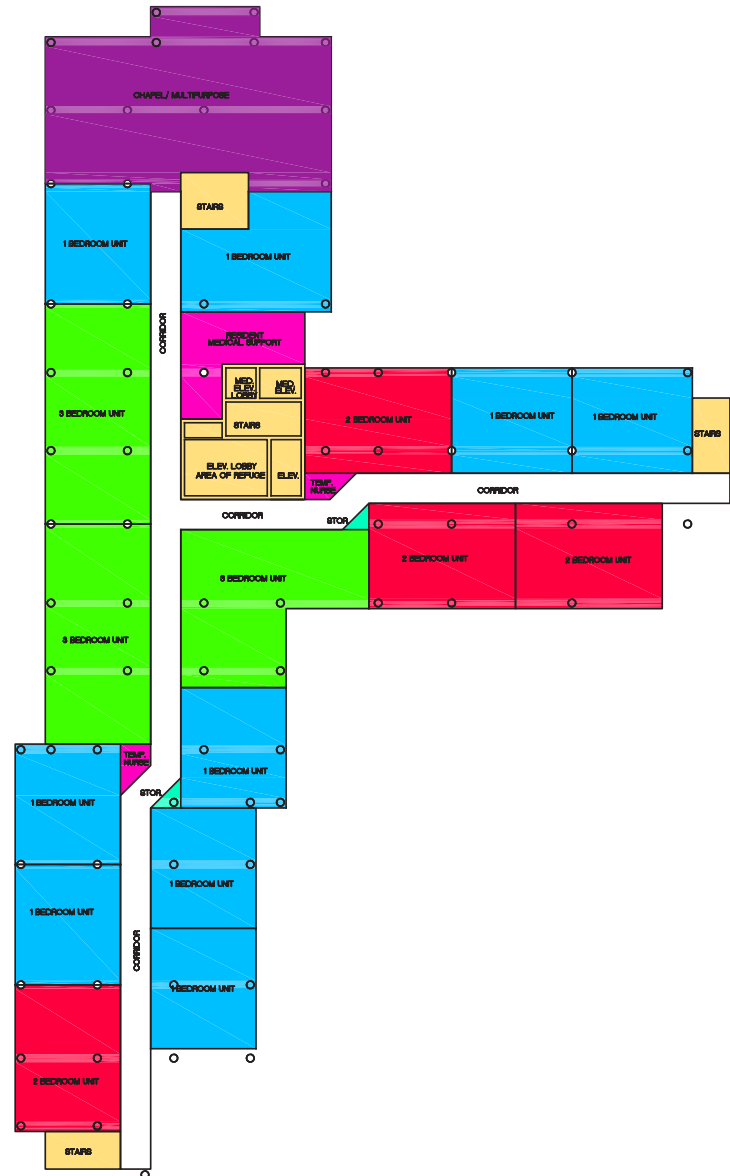 CHAPEL/ MULTIPURPOSE
STAIRS
1 BEDROOM UNIT
1 BEDROOM UNIT
CORRIDOR
RESIDENT
MEDICAL SUPPORT
MED.
ELEV.
LOBBY
MED.
ELEV.
3 BEDROOM UNIT
2 BEDROOM UNIT
1 BEDROOM UNIT
1 BEDROOM UNIT
STAIRS
STAIRS
ELEV. LOBBY
AREA OF REFUGE
ELEV.
TEMP.
NURSE
CORRIDOR
CORRIDOR
STOR.
3 BEDROOM UNIT
2 BEDROOM UNIT
2 BEDROOM UNIT
3 BEDROOM UNIT
TEMP.
NURSE
1 BEDROOM UNIT
STOR.
1 BEDROOM UNIT
1 BEDROOM UNIT
1 BEDROOM UNIT
CORRIDOR
1 BEDROOM UNIT
2 BEDROOM UNIT
STAIRS